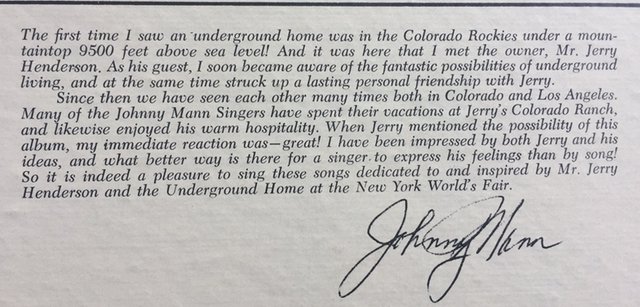 The first time I saw an underground home was in the Colorado Rockies under a moun-
taintop 9500 feet above sea level! And it was here that I met the owner, Mr. Jerry
Henderson. As his guest, I soon became aware of the fantastic possibilities of underground
living, and at the same time struck up a lasting personal friendship with Jerry.
Since then we have seen each other many times both in Colorado and Los Angeles.
Many of the Johnny Mann Singers have spent their vacations at Jerry's Colorado Ranch,
and likewise enjoyed his warm hospitality. When Jerry mentioned the possibility of this
album, my immediate reaction was—great! I have been impressed by both Jerry and his
ideas, and what better way is there for a singer to express his feelings than by song!
So it is indeed a pleasure to sing these songs dedicated to and inspired by Mr. Jerry
Henderson and the Underground Home at the New York World's Fair.
Johnny Mann